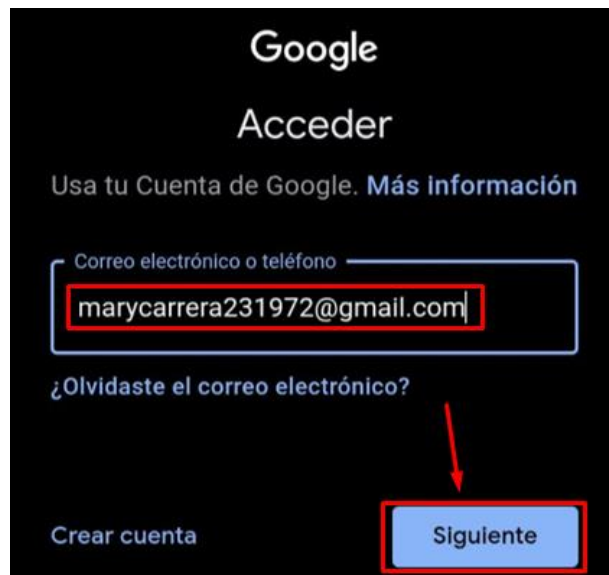 Google
Acceder
Usa tu Cuenta de Google. Más información
Correo electrónico o teléfono
marycarrera231972@gmail.com
¿Olvidaste el correo electrónico?
Crear cuenta
Siguiente